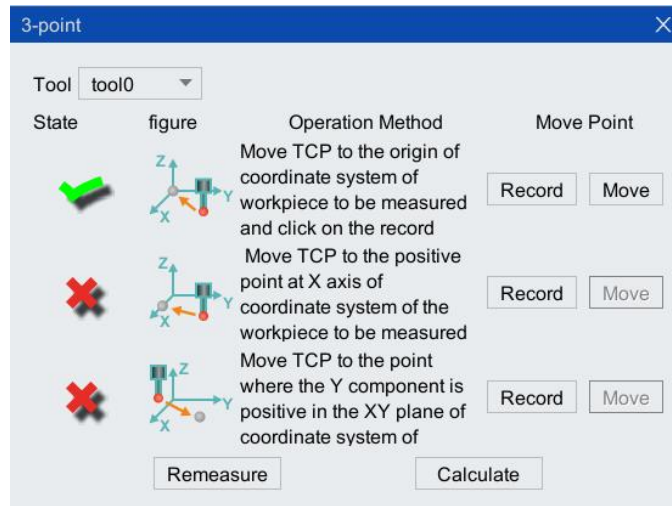 3-point
Tool tool0
State figure Operation Method Move Point
Z
Y
X
Move TCP to the origin of
coordinate system of
workpiece to be measured
and click on the record
Record Move
Z
Y
X
Move TCP to the positive
point at X axis of
coordinate system of the
workpiece to be measured
Record Move
Z
Y
X
Move TCP to the point
where the Y component is
positive in the XY plane of
coordinate system of
Record Move
Remeasure Calculate